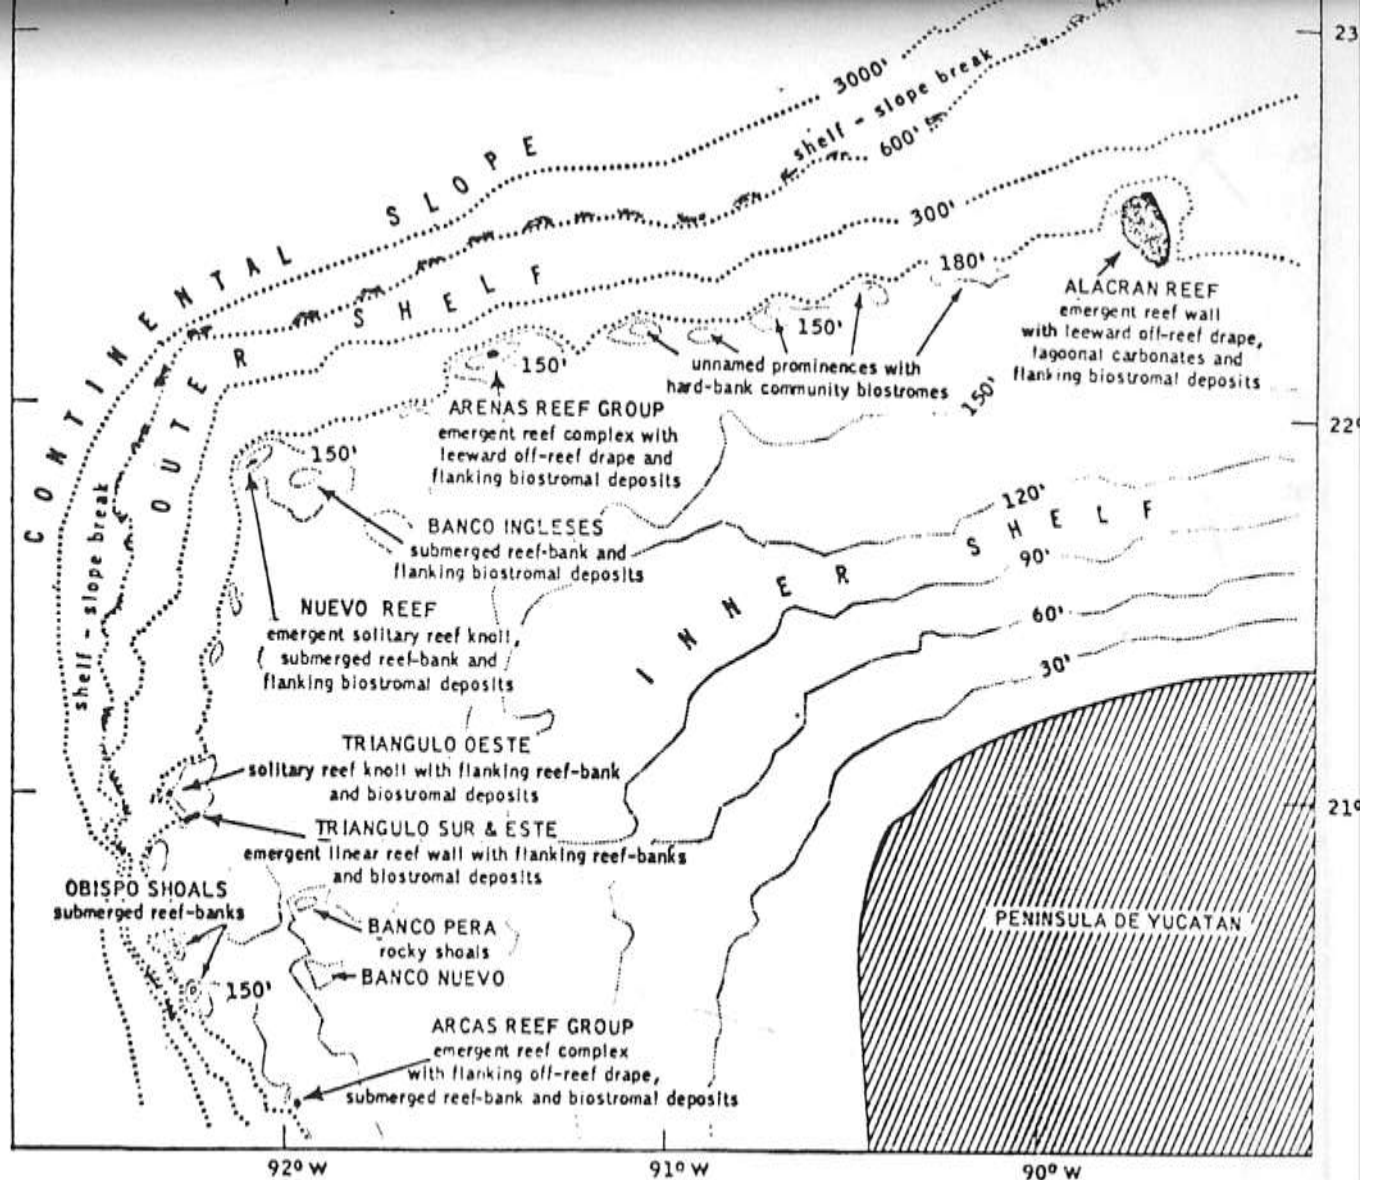 23
3000'
shelf - slope break
600'
CONTINENTAL SLOPE
300'
180'
OUTER SHELF
ALACRAN REEF
emergent reef wall
with leeward off-reef drape,
lagoonal carbonates and
flanking biostromal deposits
150'
150'
unnamed prominences with
hard-bank community biostromes
150'
ARENAS REEF GROUP
emergent reef complex with
leeward off-reef drape and
flanking biostromal deposits
22º
150'
120'
BANCO INGLESES
submerged reef-bank and
flanking biostromal deposits
INNER SHELF
90'
shelf - slope break
NUEVO REEF
emergent solitary reef knoll,
submerged reef-bank and
flanking biostromal deposits
60'
30'
TRIANGULO OESTE
solitary reef knoll with flanking reef-bank
and biostromal deposits
21º
TRIANGULO SUR & ESTE
emergent linear reef wall with flanking reef-banks
and biostromal deposits
OBISPO SHOALS
submerged reef-banks
BANCO PERA
rocky shoals
PENINSULA DE YUCATAN
BANCO NUEVO
150'
ARCAS REEF GROUP
emergent reef complex
with flanking off-reef drape,
submerged reef-bank and biostromal deposits
92º W
91º W
90º W